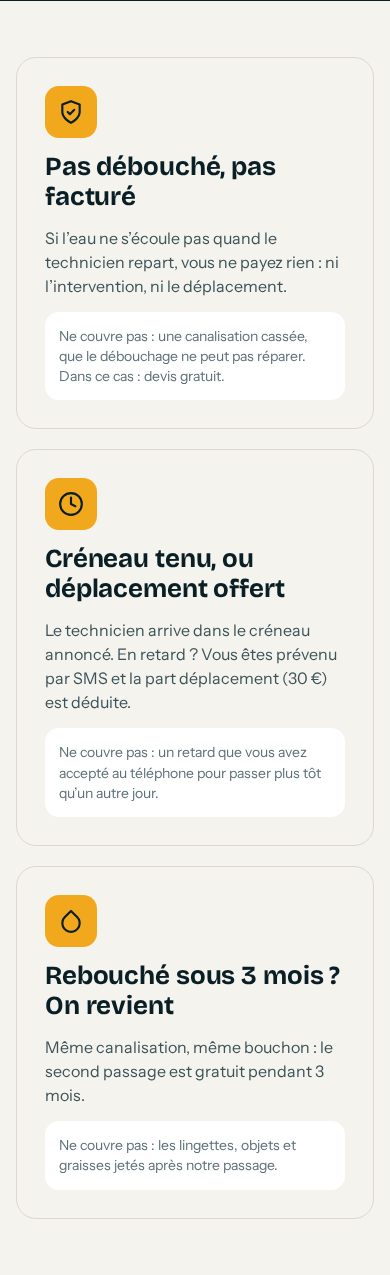 Pas débouché, pas
facturé
Si l’eau ne s’écoule pas quand le
technicien repart, vous ne payez rien : ni
l’intervention, ni le déplacement.
Ne couvre pas : une canalisation cassée,
que le débouchage ne peut pas réparer.
Dans ce cas : devis gratuit.
Créneau tenu, ou
déplacement offert
Le technicien arrive dans le créneau
annoncé. En retard ? Vous êtes prévenu
par SMS et la part déplacement (30 €)
est déduite.
Ne couvre pas : un retard que vous avez
accepté au téléphone pour passer plus tôt
qu’un autre jour.
Rebouché sous 3 mois ?
On revient
Même canalisation, même bouchon : le
second passage est gratuit pendant 3
mois.
Ne couvre pas : les lingettes, objets et
graisses jetés après notre passage.